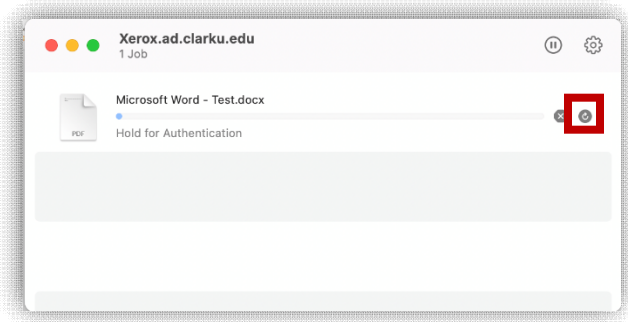 Xerox.ad.clarku.edu
1 Job
Microsoft Word - Test.docx
PDF
Hold for Authentication